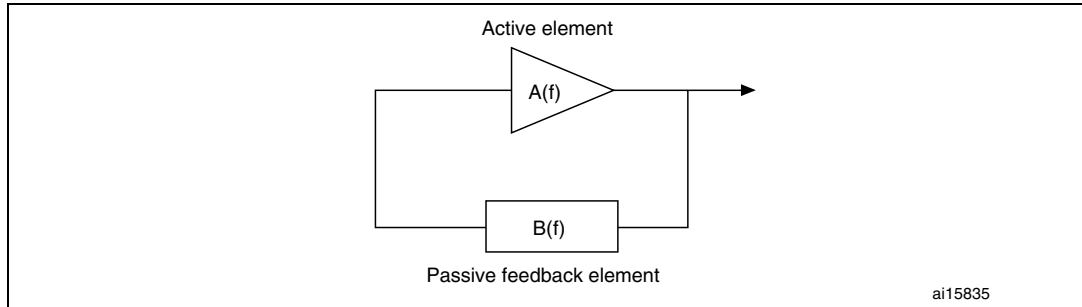 Active element
A(f)
B(f)
Passive feedback element
ai15835